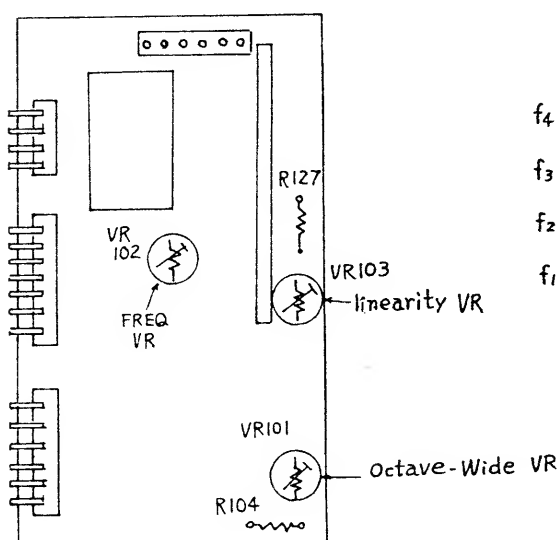 f4
f3
R127
f2
VR
102
VR103
f1
linearity VR
FREQ
VR
VR101
Octave-Wide VR
R104